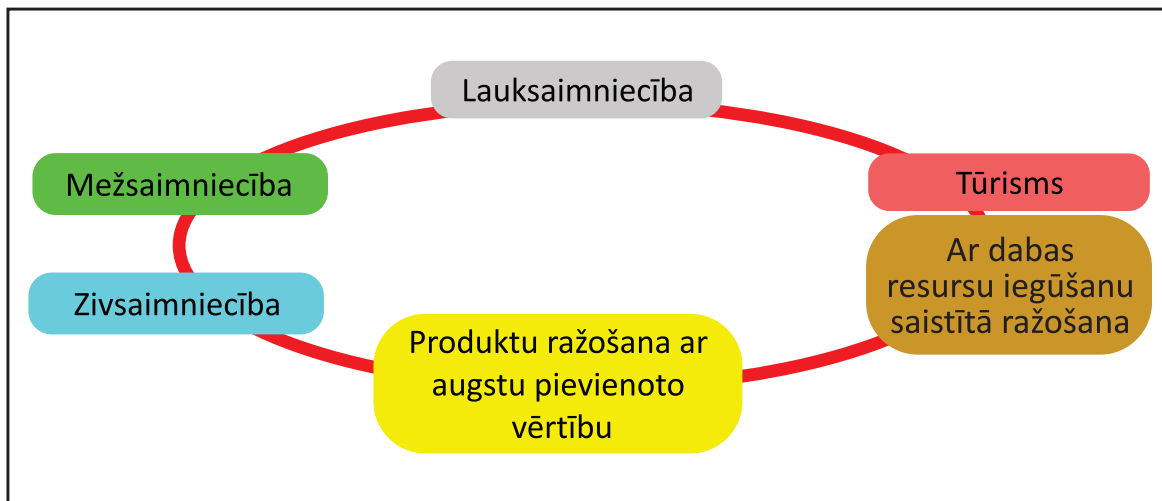 Lauksaimniecība
Mežsaimniecība
Tūrisms
Ar dabas
resursu iegūšanu
saistītā ražošana
Zivsaimniecība
Produktu ražošana ar
augstu pievienoto
vērtību